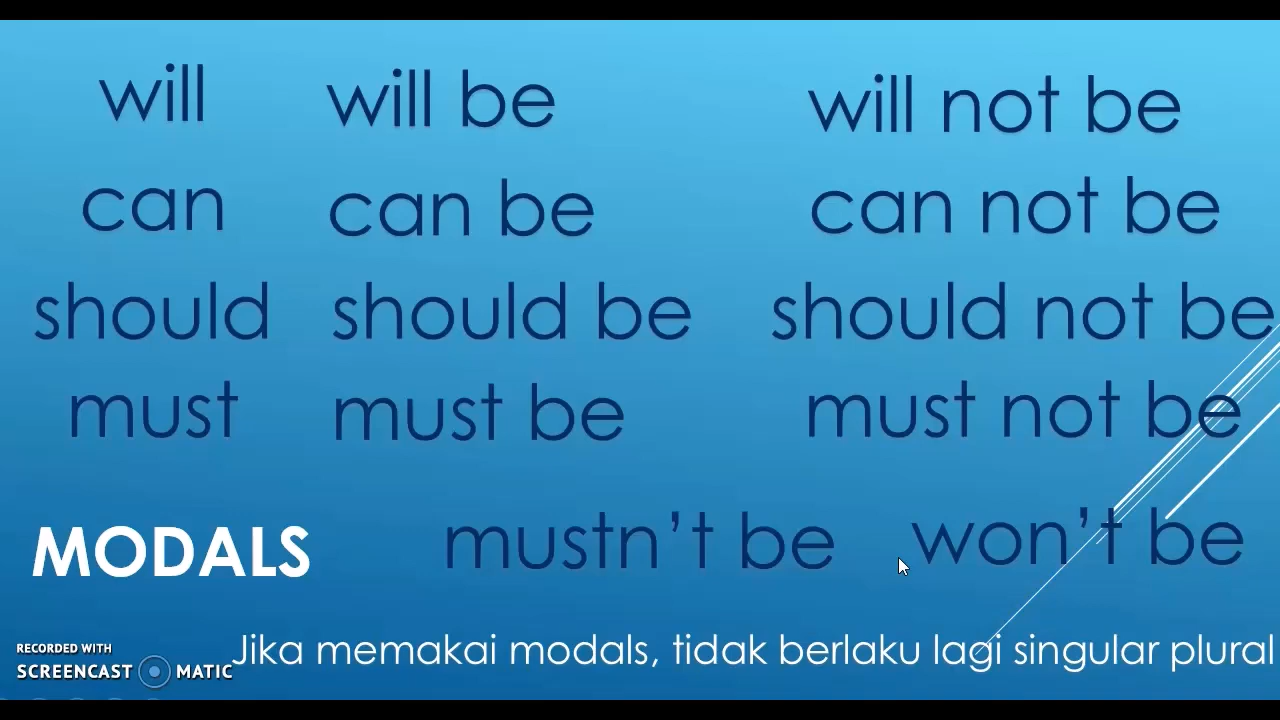 will will be will not be
can can be can not be
should should be should not be
must must be must not be
MODALS mustn't be won't be
Jika memakai modals, tidak berlaku lagi singular plural
RECORDED WITH
SCREENCAST MATIC